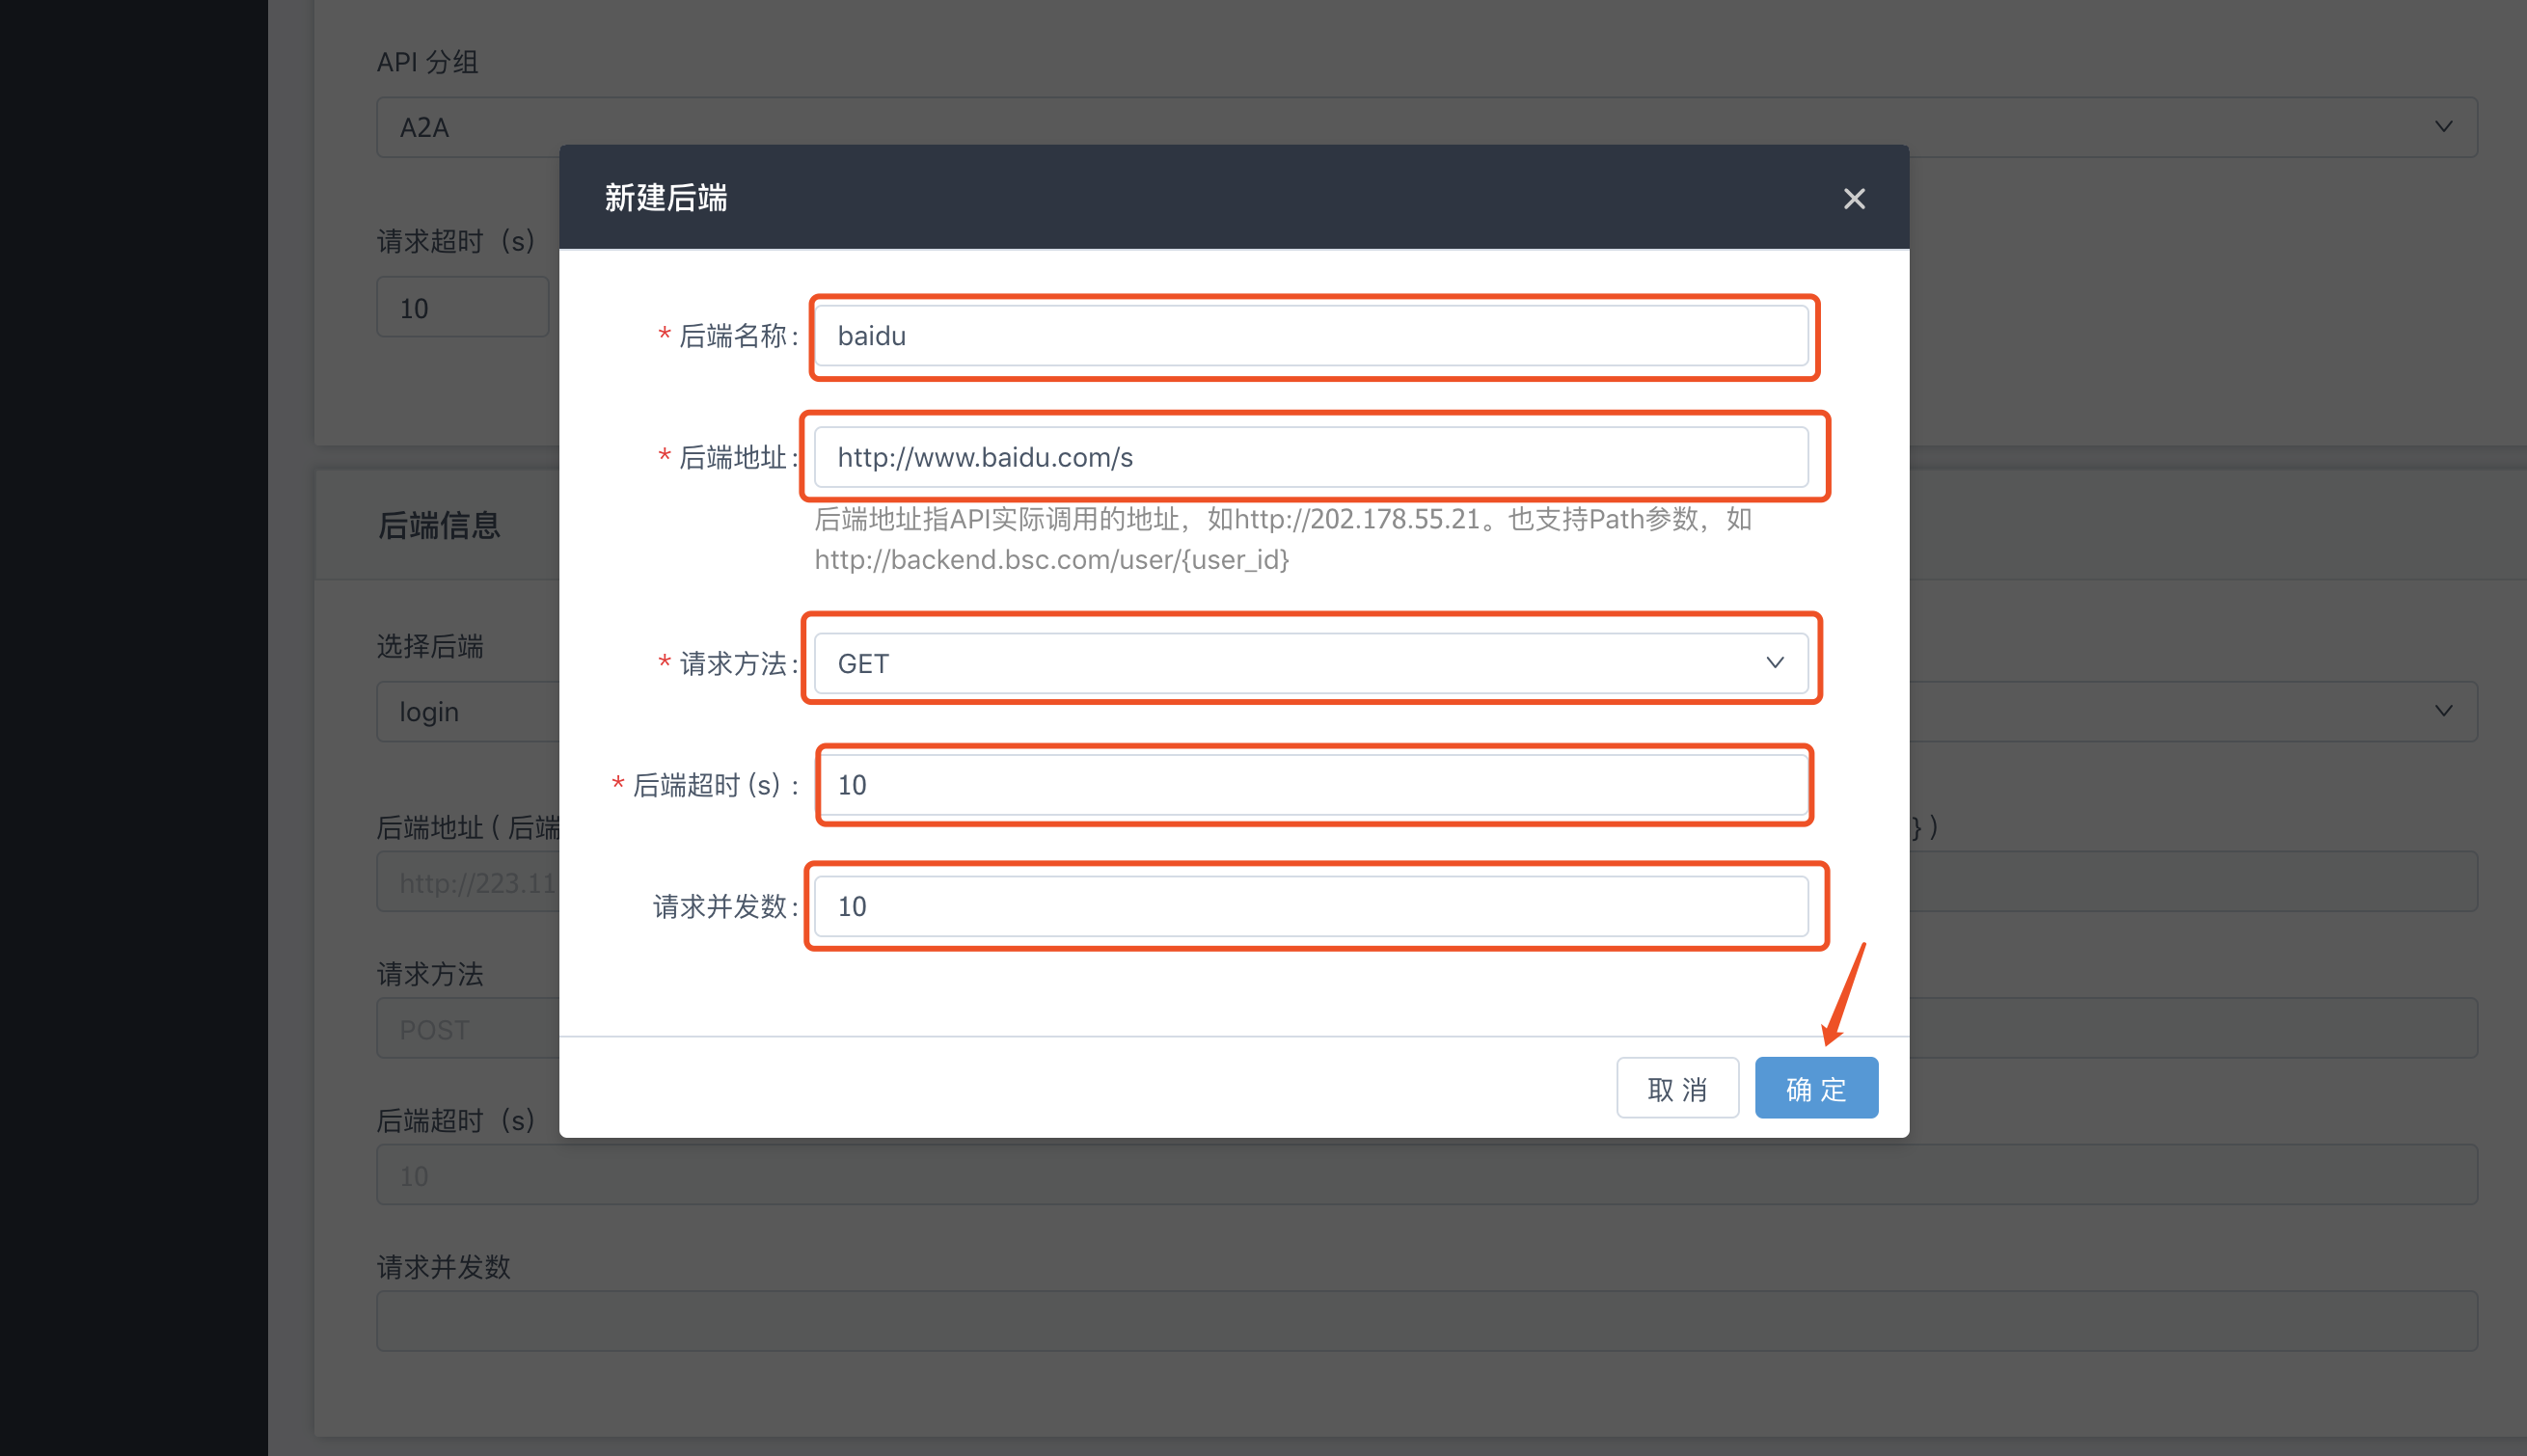 API 分组
A2A
请求超时（s）
10
新建后端
* 后端名称:
baidu
* 后端地址:
http://www.baidu.com/s
后端地址指API实际调用的地址，如http://202.178.55.21。也支持Path参数，如
http://backend.bsc.com/user/{user_id}
* 请求方法:
GET
* 后端超时 (s) :
10
请求并发数:
10
取 消
确 定
后端信息
选择后端
login
后端地址 ( 后端
} )
http://223.11
请求方法
POST
后端超时（s）
10
请求并发数